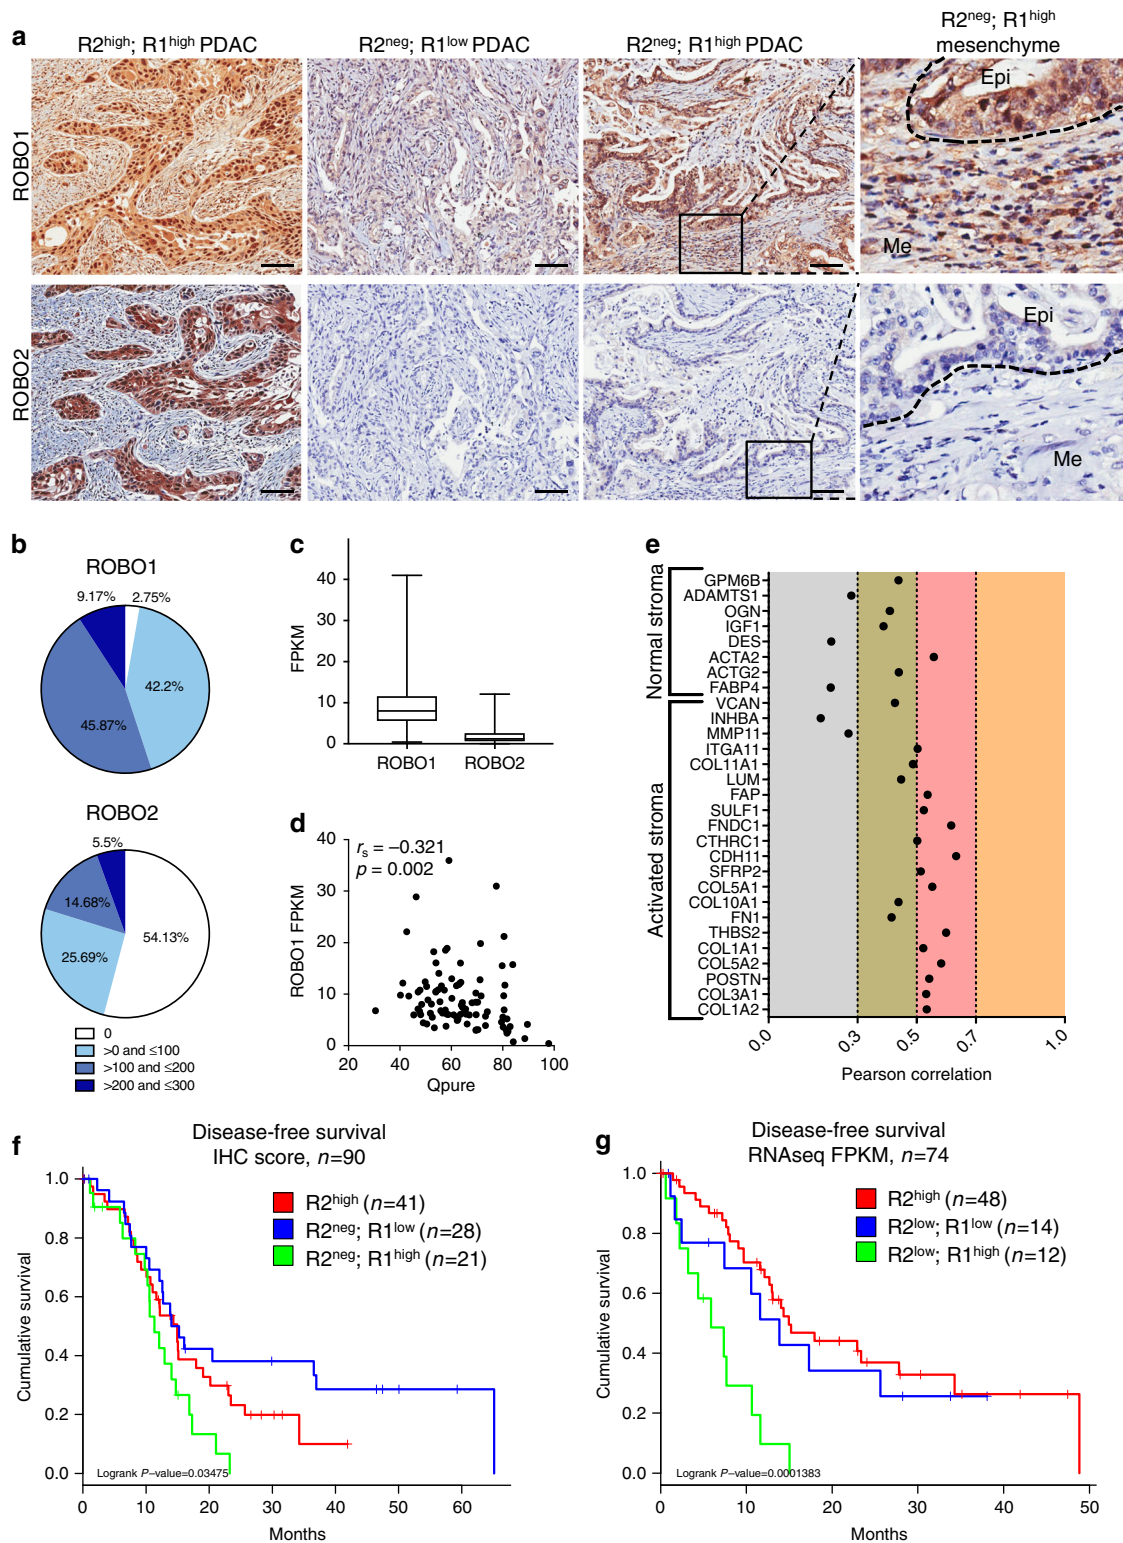 a
R2high; R1high PDAC
R2neg; R1low PDAC
R2neg; R1high PDAC
R2neg; R1high
mesenchyme
ROBO1
Epi
Me
ROBO2
Epi
Me
b
ROBO1
9.17%
2.75%
42.2%
45.87%
ROBO2
5.5%
14.68%
54.13%
25.69%
0
>0 and ≤100
>100 and ≤200
>200 and ≤300
c
FPKM
40
30
20
10
0
ROBO1
ROBO2
d
rs = −0.321
p = 0.002
ROBO1 FPKM
40
30
20
10
0
20
40
60
80
100
Qpure
e
Normal stroma
GPM6B
ADAMTS1
OGN
IGF1
DES
ACTA2
ACTG2
FABP4
Activated stroma
VCAN
INHBA
MMP11
ITGA11
COL11A1
LUM
FAP
SULF1
FNDC1
CTHRC1
CDH11
SFRP2
COL5A1
COL10A1
FN1
THBS2
COL1A1
COL5A2
POSTN
COL3A1
COL1A2
0.0
0.3
0.5
0.7
1.0
Pearson correlation
f
Disease-free survival
IHC score, n=90
R2high (n=41)
R2neg; R1low (n=28)
R2neg; R1high (n=21)
Cumulative survival
1.0
0.8
0.6
0.4
0.2
0.0
Logrank P−value=0.03475
0
10
20
30
40
50
60
Months
g
Disease-free survival
RNAseq FPKM, n=74
R2high (n=48)
R2low; R1low (n=14)
R2low; R1high (n=12)
Cumulative survival
1.0
0.8
0.6
0.4
0.2
0.0
Logrank P−value=0.0001383
0
10
20
30
40
50
Months